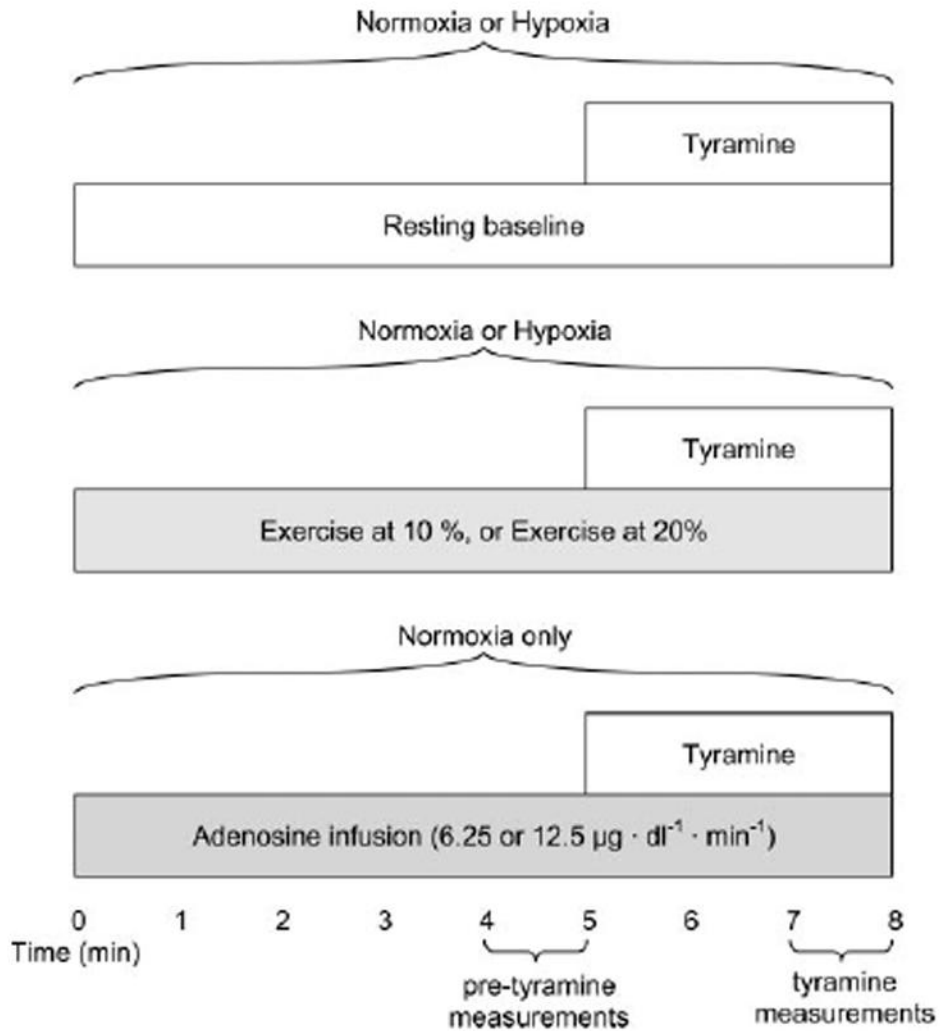 Normoxia or Hypoxia
Tyramine
Resting baseline
Normoxia or Hypoxia
Tyramine
Exercise at 10 %, or Exercise at 20%
Normoxia only
Tyramine
Adenosine infusion (6.25 or 12.5 µg · dl⁻¹ · min⁻¹)
0 1 2 3 4 5 6 7 8
Time (min)
pre-tyramine
measurements
tyramine
measurements